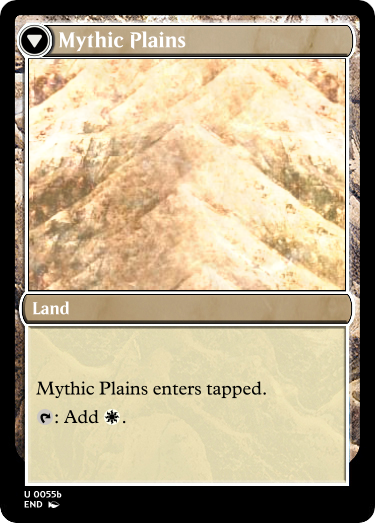 Mythic Plains
Land
Mythic Plains enters tapped.
: Add .
U 0055b
END